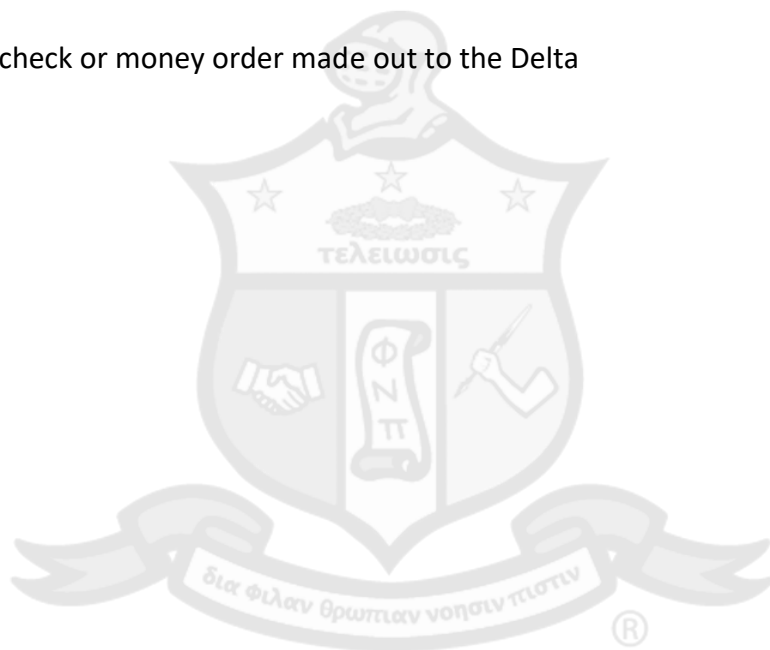 check or money order made out to the Delta
τελειωσις
Φ
Ν
π
δια φιλαν θρωπιαν νοησιν πιστιν
®